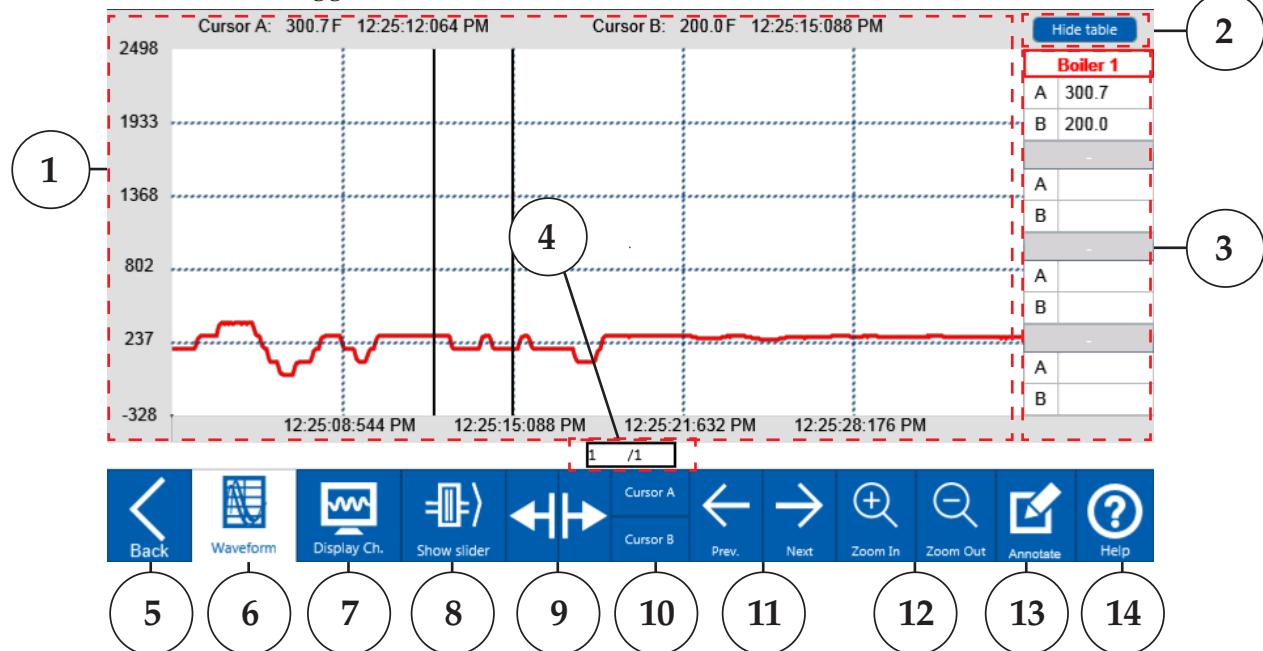 Cursor A: 300.7 F 12:25:12:064 PM Cursor B: 200.0 F 12:25:15:088 PM
Hide table
2
2498
Boiler 1
A 300.7
1933
B 200.0
-
1
1368
A
B
4
3
802
-
A
B
237
-
A
B
-328
12:25:08:544 PM 12:25:15:088 PM 12:25:21:632 PM 12:25:28:176 PM
1 /1
Back
Waveform
Display Ch.
Show slider
Cursor A
Cursor B
Prev.
Next
Zoom In
Zoom Out
Annotate
Help
5 6 7 8 9 10 11 12 13 14